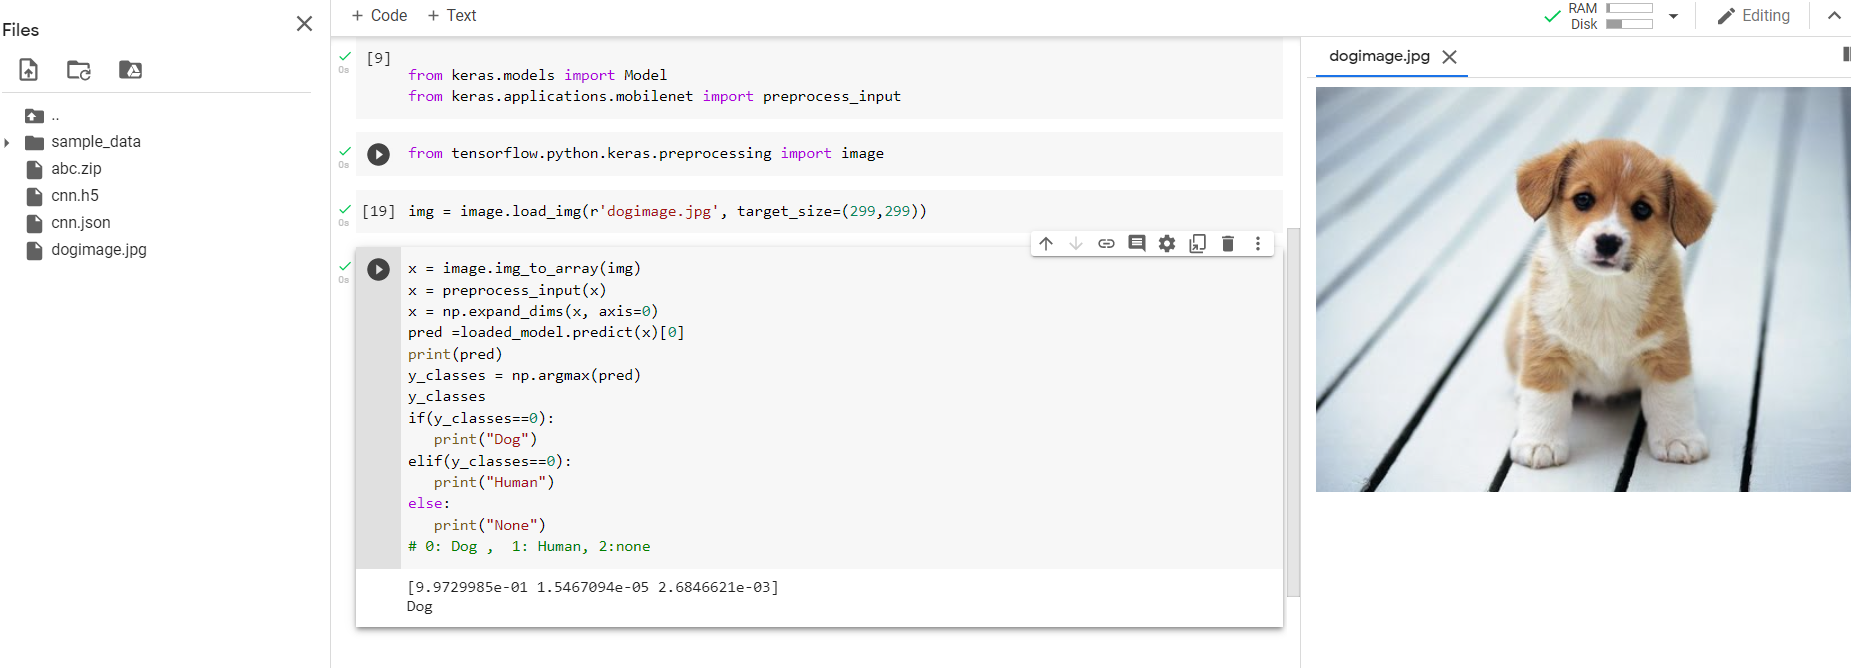 Files
..
sample_data
abc.zip
cnn.h5
cnn.json
dogimage.jpg
+ Code + Text
RAM
Disk
Editing
[9]
0s
from keras.models import Model
from keras.applications.mobilenet import preprocess_input
0s
from tensorflow.python.keras.preprocessing import image
0s
[19] img = image.load_img(r'dogimage.jpg', target_size=(299,299))
0s
x = image.img_to_array(img)
x = preprocess_input(x)
x = np.expand_dims(x, axis=0)
pred =loaded_model.predict(x)[0]
print(pred)
y_classes = np.argmax(pred)
y_classes
if(y_classes==0):
   print("Dog")
elif(y_classes==0):
   print("Human")
else:
   print("None")
# 0: Dog ,  1: Human, 2:none
[9.9729985e-01 1.5467094e-05 2.6846621e-03]
Dog
dogimage.jpg